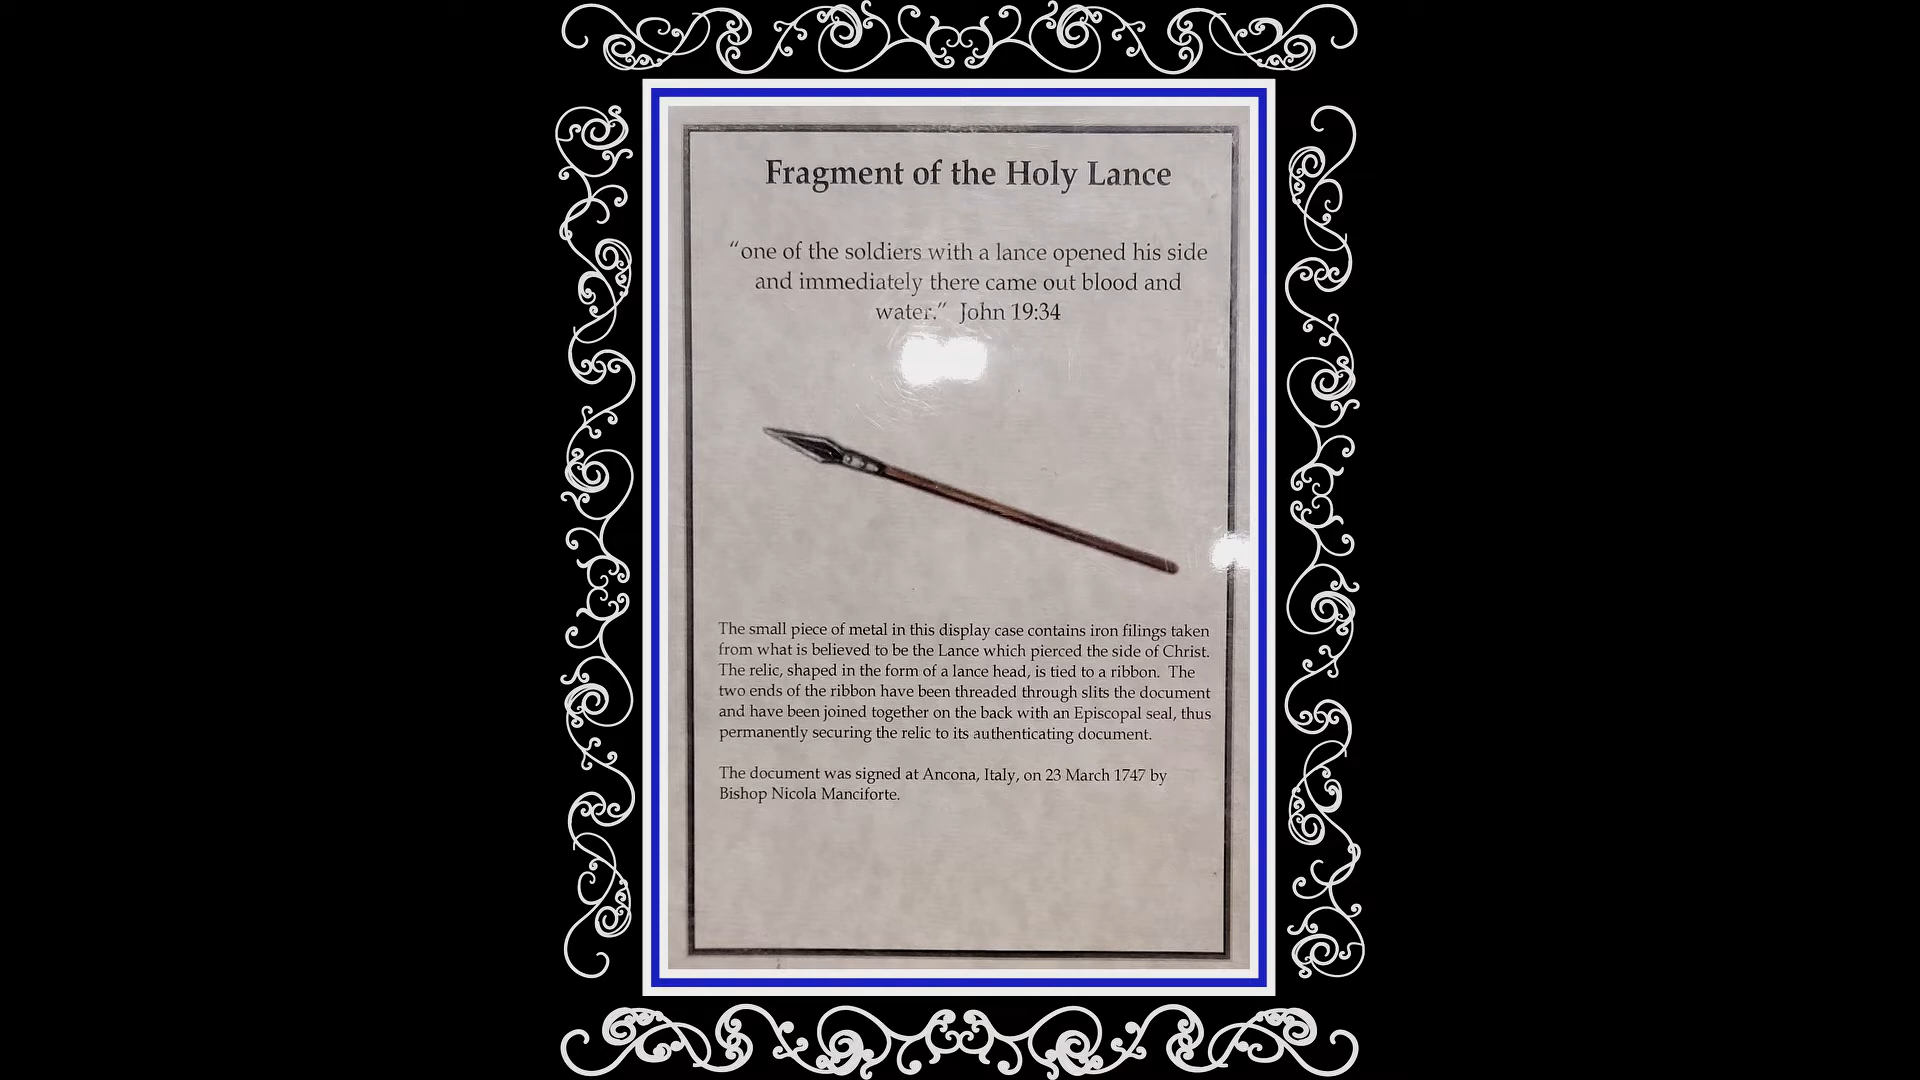 Fragment of the Holy Lance
“one of the soldiers with a lance opened his side
and immediately there came out blood and
water.” John 19:34
The small piece of metal in this display case contains iron filings taken
from what is believed to be the Lance which pierced the side of Christ.
The relic, shaped in the form of a lance head, is tied to a ribbon. The
two ends of the ribbon have been threaded through slits the document
and have been joined together on the back with an Episcopal seal, thus
permanently securing the relic to its authenticating document.
The document was signed at Ancona, Italy, on 23 March 1747 by
Bishop Nicola Manciforte.